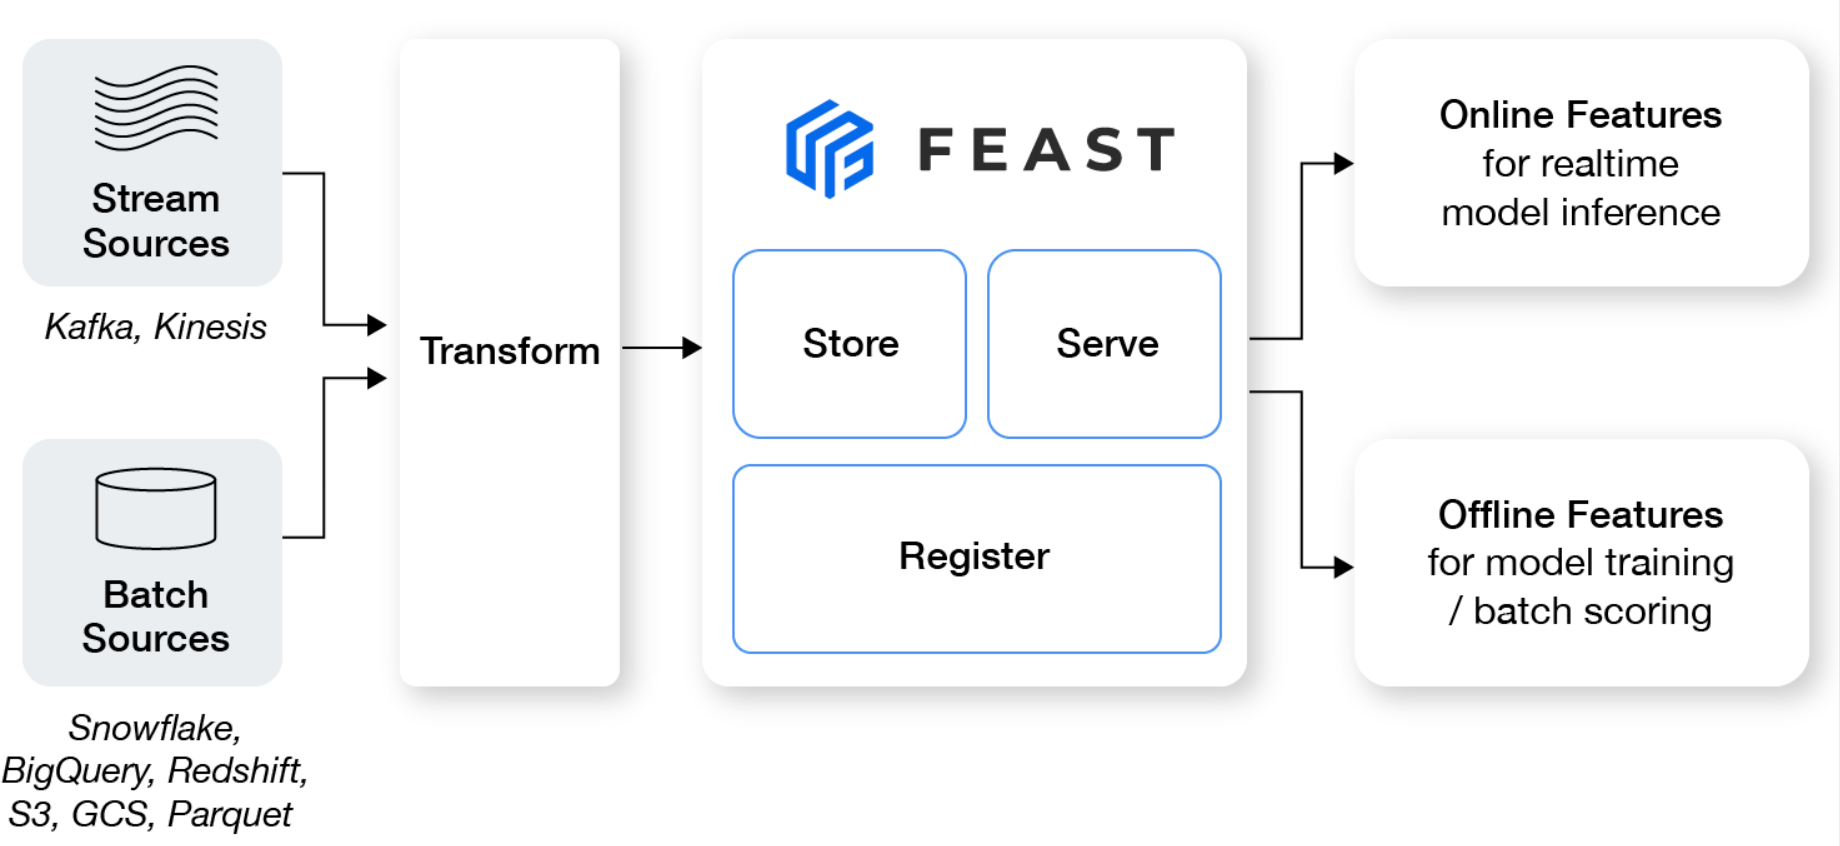 Stream
Sources
Kafka, Kinesis
Batch
Sources
Snowflake,
BigQuery, Redshift,
S3, GCS, Parquet
Transform
FEAST
Store
Serve
Register
Online Features
for realtime
model inference
Offline Features
for model training
/ batch scoring